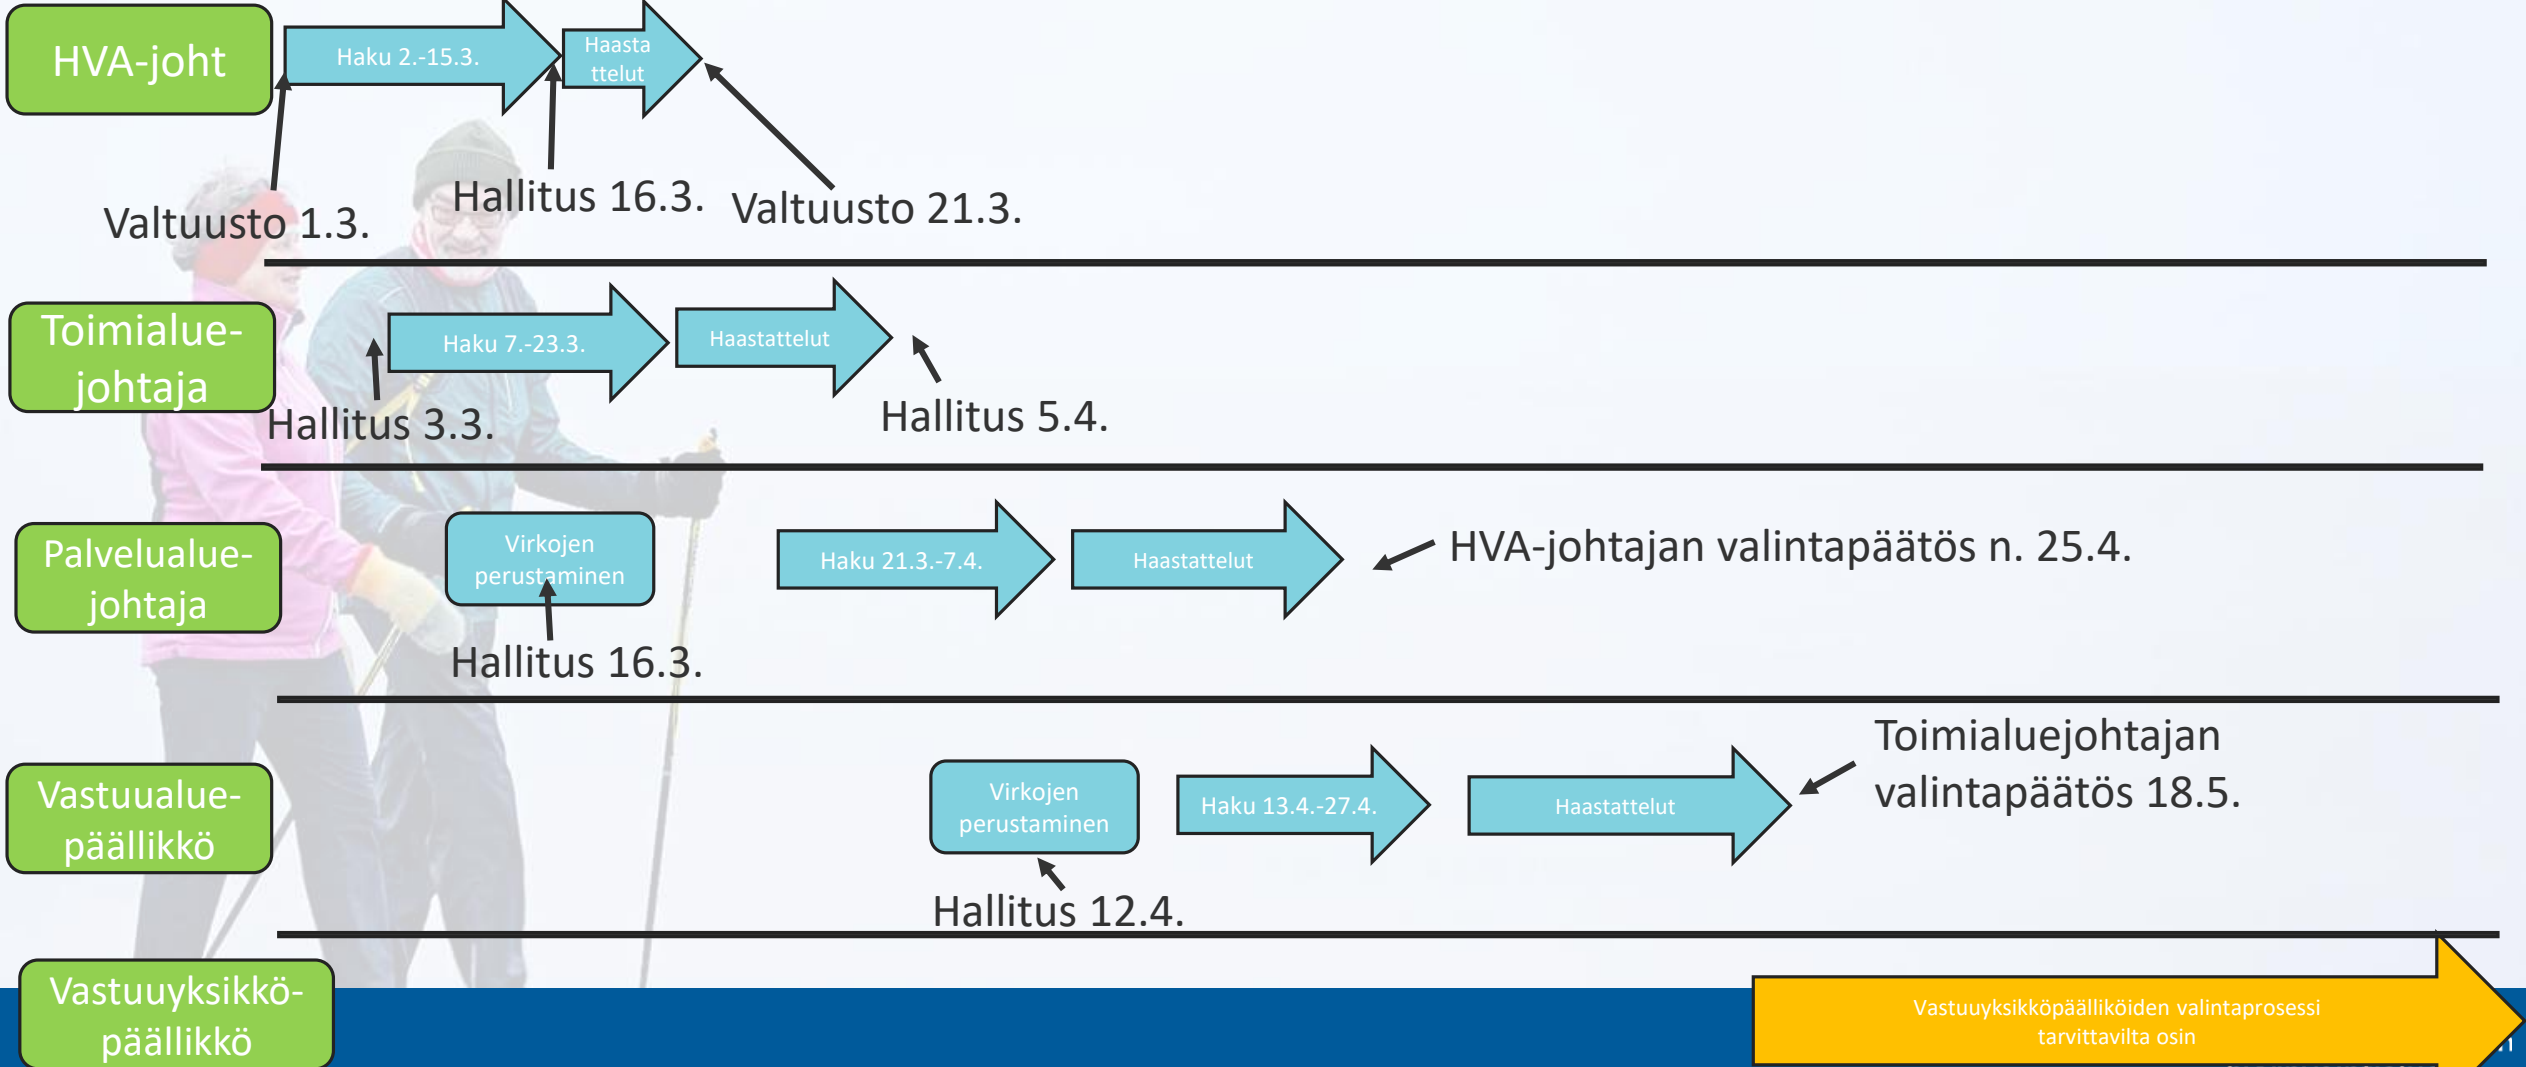 HVA-joht
Haku 2.-15.3.
Haasta
ttelut
Valtuusto 1.3.
Hallitus 16.3.
Valtuusto 21.3.
Toimialue-
johtaja
Haku 7.-23.3.
Haastattelut
Hallitus 3.3.
Hallitus 5.4.
Palvelualue-
johtaja
Virkojen
perustaminen
Haku 21.3.-7.4.
Haastattelut
HVA-johtajan valintapäätös n. 25.4.
Hallitus 16.3.
Vastuualue-
päällikkö
Virkojen
perustaminen
Haku 13.4.-27.4.
Haastattelut
Toimialuejohtajan
valintapäätös 18.5.
Hallitus 12.4.
Vastuuyksikkö-
päällikkö
Vastuuyksikköpäälliköiden valintaprosessi
tarvittavilta osin